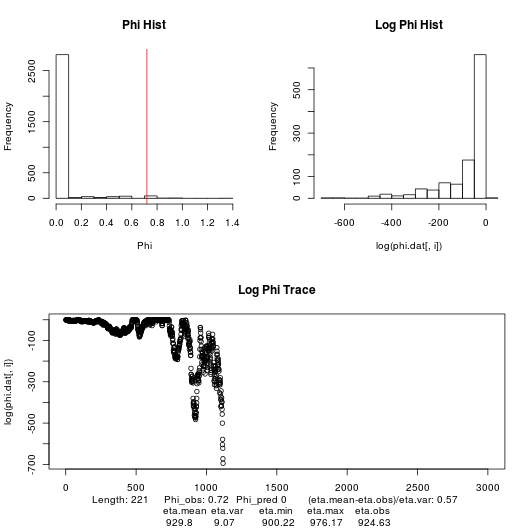 Phi Hist
Log Phi Hist
Frequency
0 500 1500 2500
0.0 0.2 0.4 0.6 0.8 1.0 1.2 1.4
Phi
Frequency
0 100 300 500
-600 -400 -200 0
log(phi.dat[, i])
Log Phi Trace
log(phi.dat[, i])
-700 -500 -300 -100
0 500 1000 1500 2000 2500 3000
Length: 221 Phi_obs: 0.72 Phi_pred 0 (eta.mean-eta.obs)/eta.var: 0.57
eta.mean eta.var eta.min eta.max eta.obs
929.8 9.07 900.22 976.17 924.63